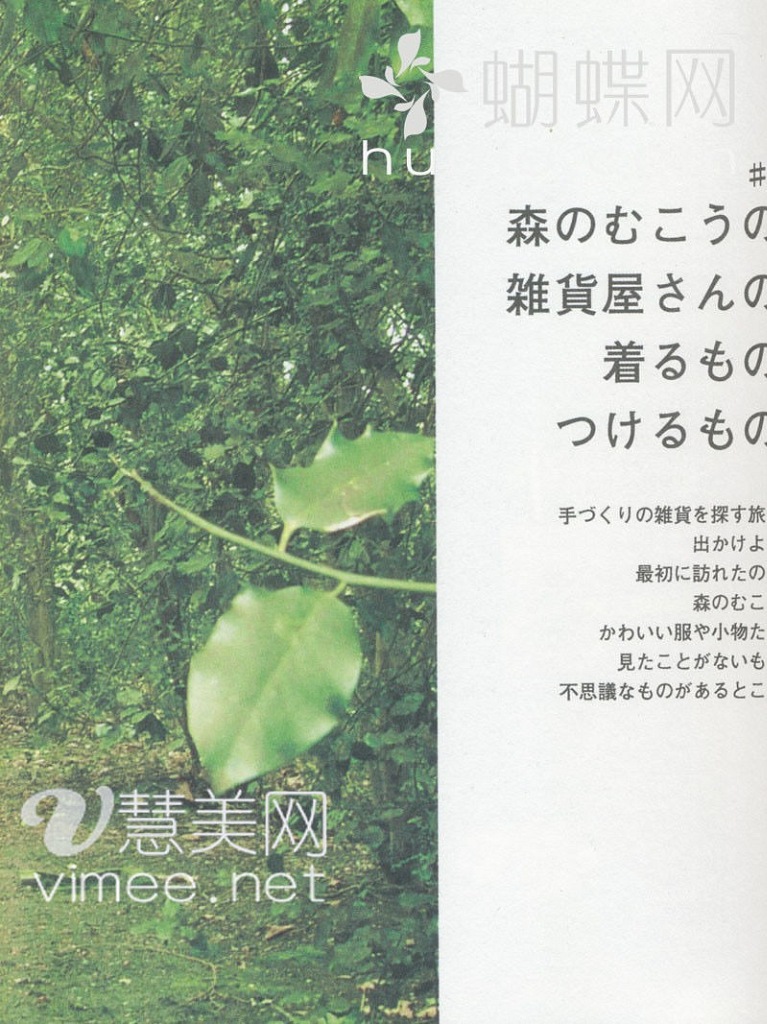 蝴蝶网
hu
#
森のむこうの
雑貨屋さんの
着るもの
つけるもの
手づくりの雑貨を探す旅
出かけよ
最初に訪れたの
森のむこ
かわいい服や小物た
見たことがないも
不思議なものがあるとこ
v慧美网
vimee.net